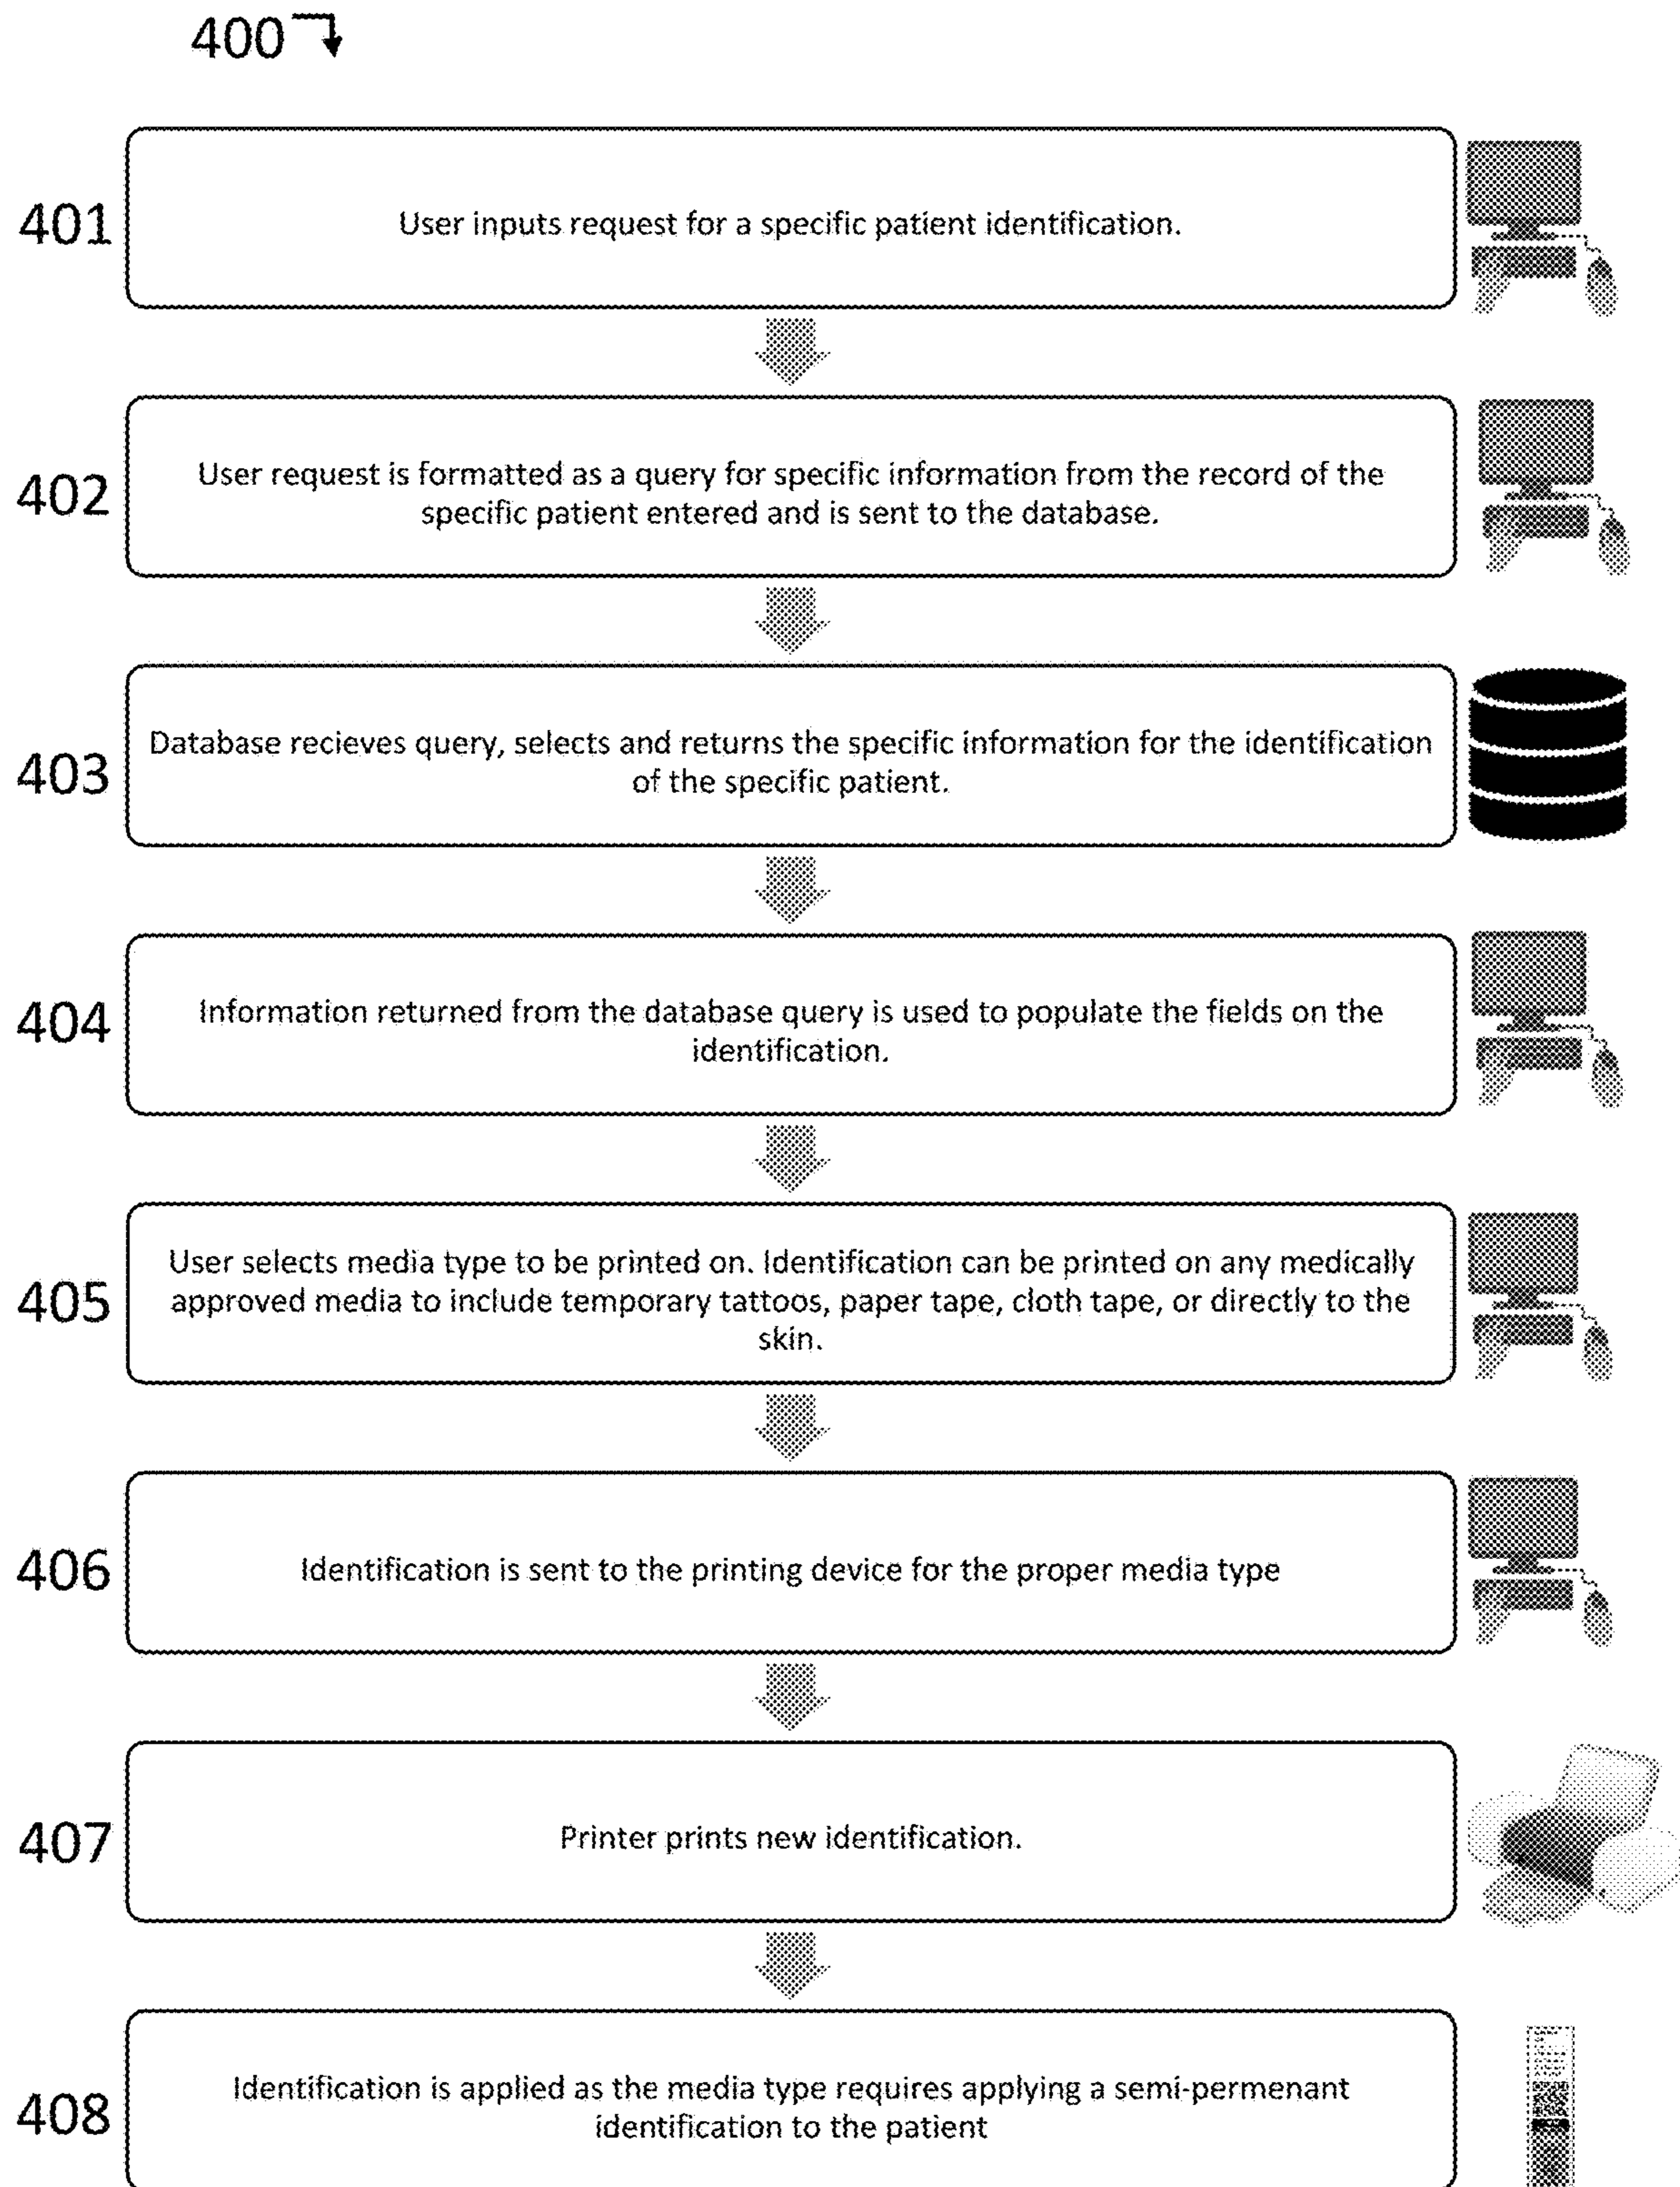 400
401
User inputs request for a specific patient identification.
402
User request is formatted as a query for specific information from the record of the
specific patient entered and is sent to the database.
403
Database recieves query, selects and returns the specific information for the identification
of the specific patient.
404
Information returned from the database query is used to populate the fields on the
identification.
405
User selects media type to be printed on. Identification can be printed on any medically
approved media to include temporary tattoos, paper tape, cloth tape, or directly to the
skin.
406
Identification is sent to the printing device for the proper media type
407
Printer prints new identification.
408
Identification is applied as the media type requires applying a semi-permenant
identification to the patient